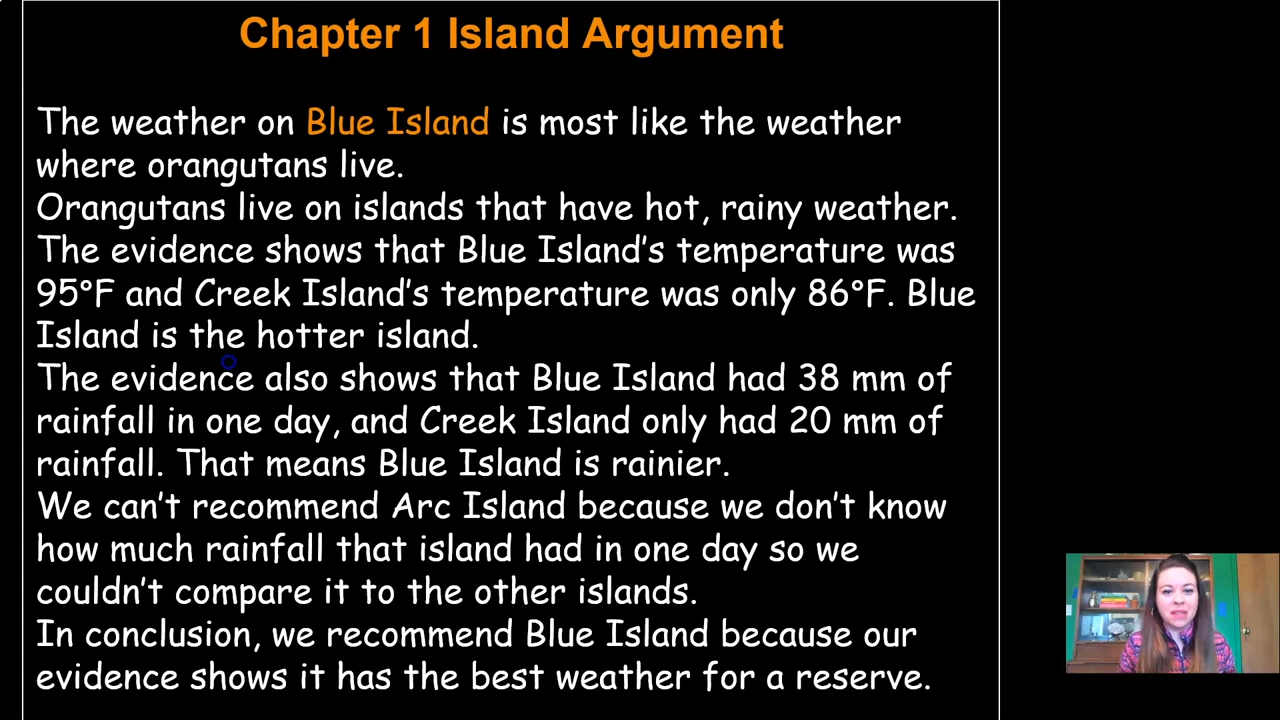 Chapter 1 Island Argument
The weather on Blue Island is most like the weather
where orangutans live.
Orangutans live on islands that have hot, rainy weather.
The evidence shows that Blue Island's temperature was
95°F and Creek Island's temperature was only 86°F. Blue
Island is the hotter island.
The evidence also shows that Blue Island had 38 mm of
rainfall in one day, and Creek Island only had 20 mm of
rainfall. That means Blue Island is rainier.
We can't recommend Arc Island because we don't know
how much rainfall that island had in one day so we
couldn't compare it to the other islands.
In conclusion, we recommend Blue Island because our
evidence shows it has the best weather for a reserve.